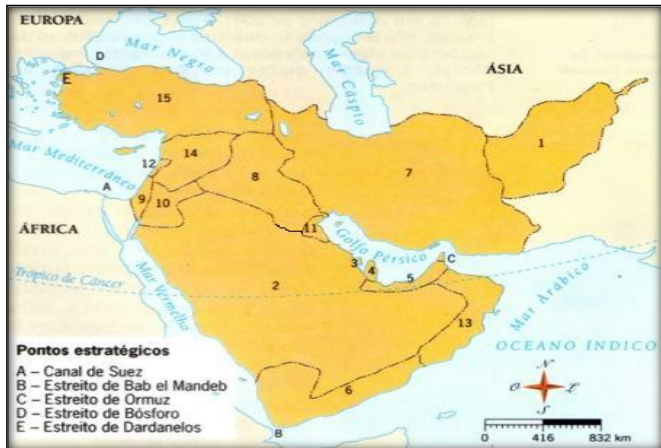 EUROPA
D
Mar Negro
Mar Cáspio
ÁSIA
E
15
1
Mar Mediterrâneo
12
14
8
7
A
9
10
11
ÁFRICA
Golfo Pérsico
3
4
5
C
Trópico de Câncer
Mar Vermelha
2
13
Mar Arábico
OCEANO ÍNDICO
6
B
Pontos estratégicos
A – Canal de Suez
B – Estreito de Bab el Mandeb
C – Estreito de Ormuz
D – Estreito de Bósforo
E – Estreito de Dardanelos
N
O
L
S
0 416 832 km